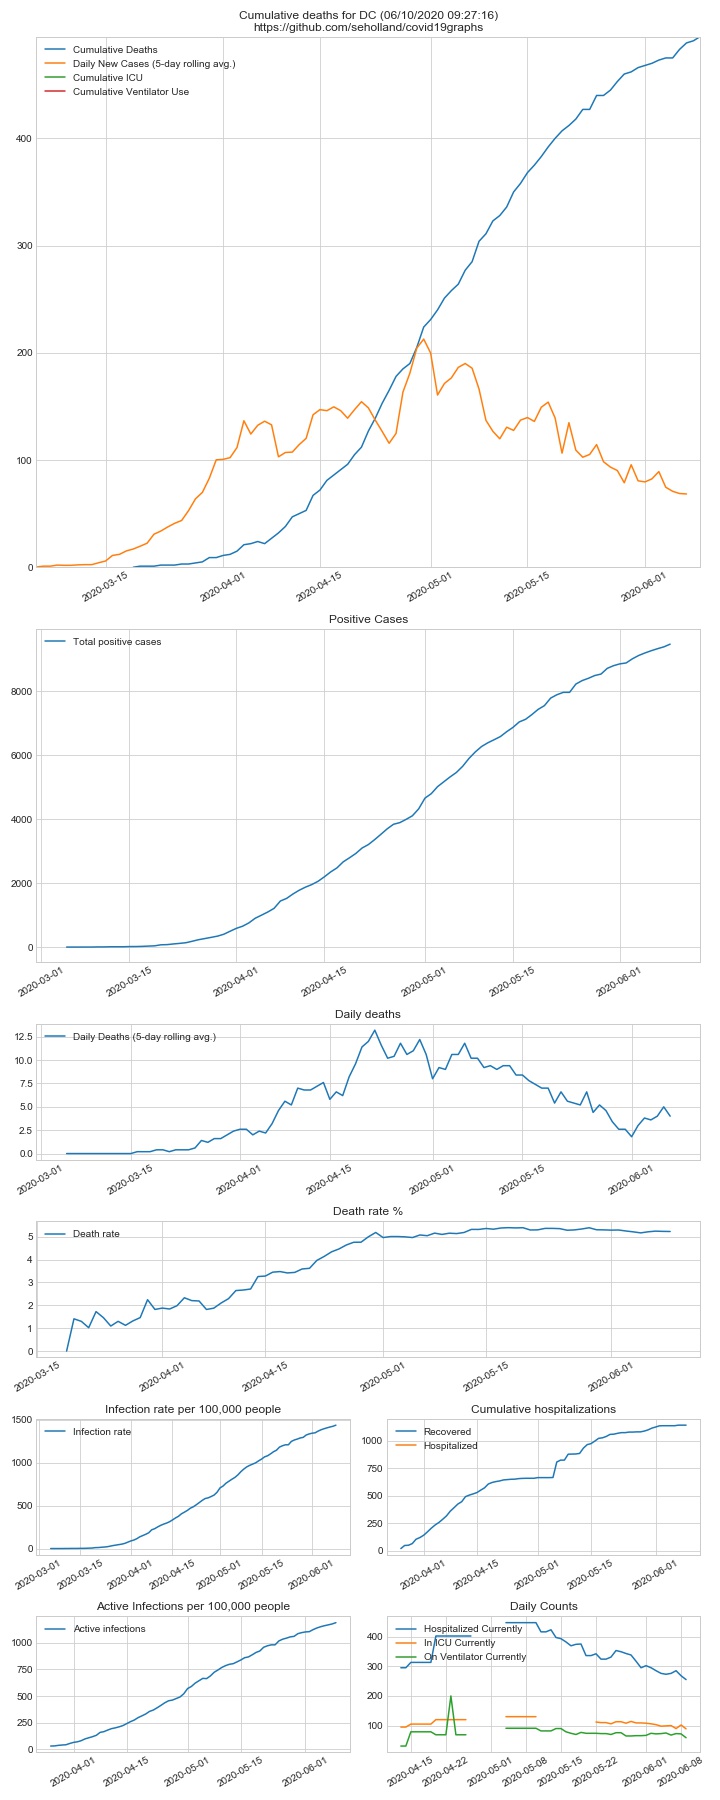 Cumulative deaths for DC (06/10/2020 09:27:16)
https://github.com/seholland/covid19graphs
Cumulative Deaths
Daily New Cases (5-day rolling avg.)
Cumulative ICU
Cumulative Ventilator Use
400
300
200
100
0
2020-03-15 2020-04-01 2020-04-15 2020-05-01 2020-05-15 2020-06-01
Positive Cases
Total positive cases
8000
6000
4000
2000
0
2020-03-01 2020-03-15 2020-04-01 2020-04-15 2020-05-01 2020-05-15 2020-06-01
Daily deaths
Daily Deaths (5-day rolling avg.)
12.5
10.0
7.5
5.0
2.5
0.0
2020-03-01 2020-03-15 2020-04-01 2020-04-15 2020-05-01 2020-05-15 2020-06-01
Death rate %
Death rate
5
4
3
2
1
0
2020-03-15 2020-04-01 2020-04-15 2020-05-01 2020-05-15 2020-06-01
Infection rate per 100,000 people
Infection rate
1500
1000
500
0
2020-03-01 2020-03-15 2020-04-01 2020-04-15 2020-05-01 2020-05-15 2020-06-01
Cumulative hospitalizations
Recovered
Hospitalized
1000
750
500
250
0
2020-04-01 2020-04-15 2020-05-01 2020-05-15 2020-06-01
Active Infections per 100,000 people
Active infections
1000
750
500
250
0
2020-04-01 2020-04-15 2020-05-01 2020-05-15 2020-06-01
Daily Counts
Hospitalized Currently
In ICU Currently
On Ventilator Currently
400
300
200
100
2020-04-15 2020-04-22 2020-05-01 2020-05-08 2020-05-15 2020-05-22 2020-06-01 2020-06-08